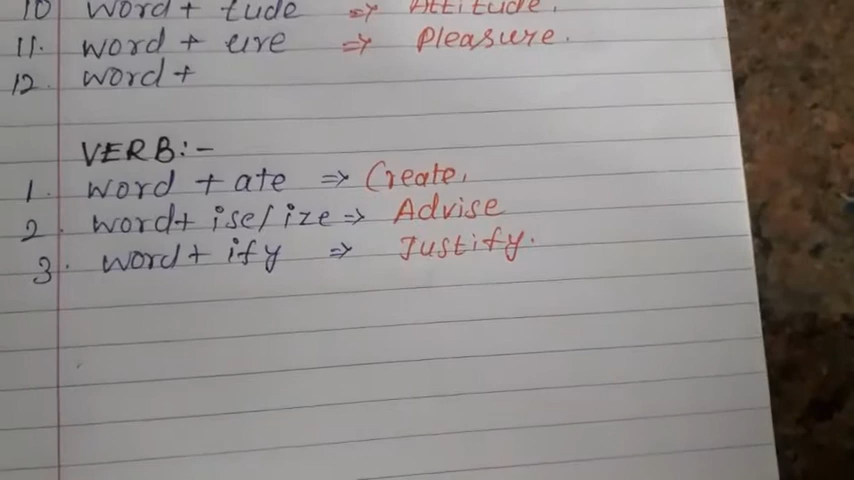 10 word + tude => Attitude.
11. word + ure => Pleasure.
12. word +
VERB:-
1. word + ate => Create.
2. word+ ise/ize => Advise
3. word + ify => Justify.